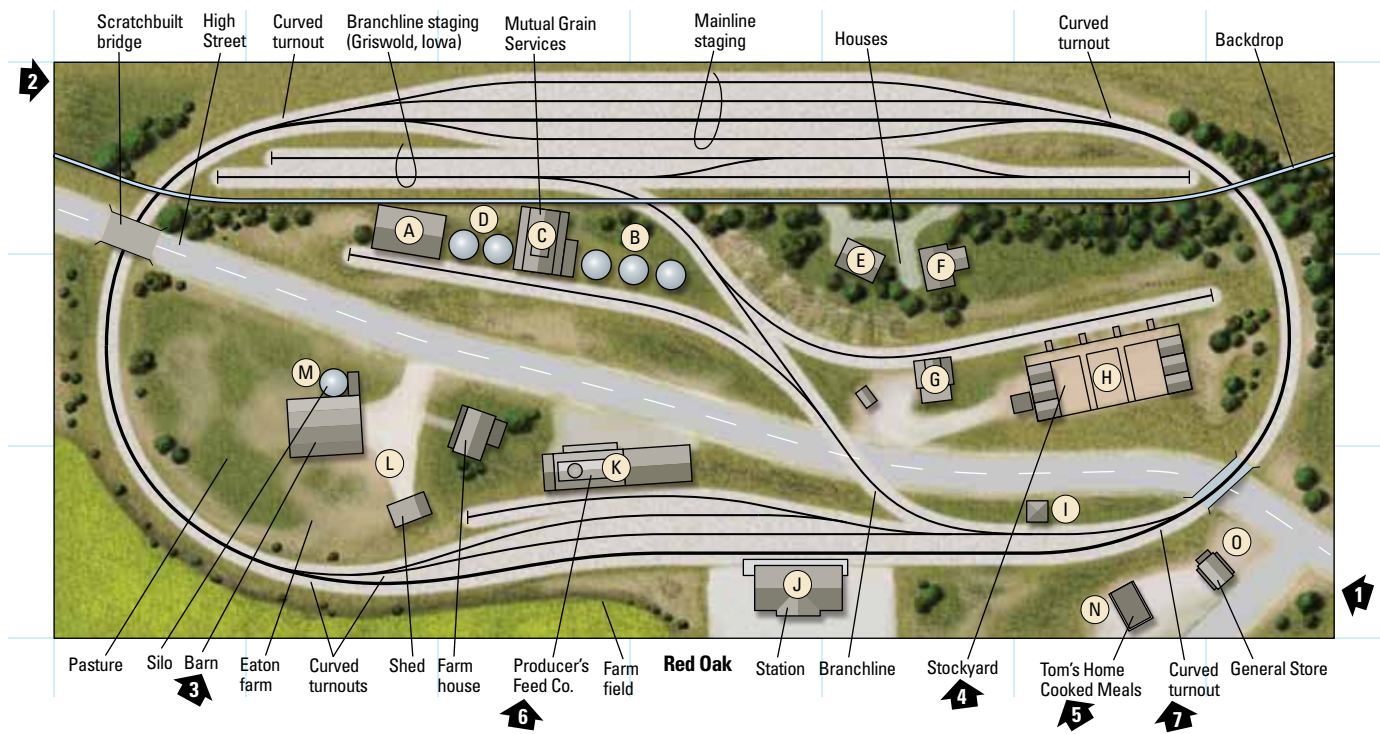 Scratchbuilt
bridge
High
Street
Curved
turnout
Branchline staging
(Griswold, Iowa)
Mutual Grain
Services
Mainline
staging
Houses
Curved
turnout
Backdrop
2
A
D
C
B
E
F
G
H
M
L
K
I
J
O
N
1
Pasture
Silo
Barn
3
Eaton
farm
Curved
turnouts
Shed
Farm
house
Producer's
Feed Co.
6
Farm
field
Red Oak
Station
Branchline
Stockyard
4
Tom's Home
Cooked Meals
5
Curved
turnout
7
General Store